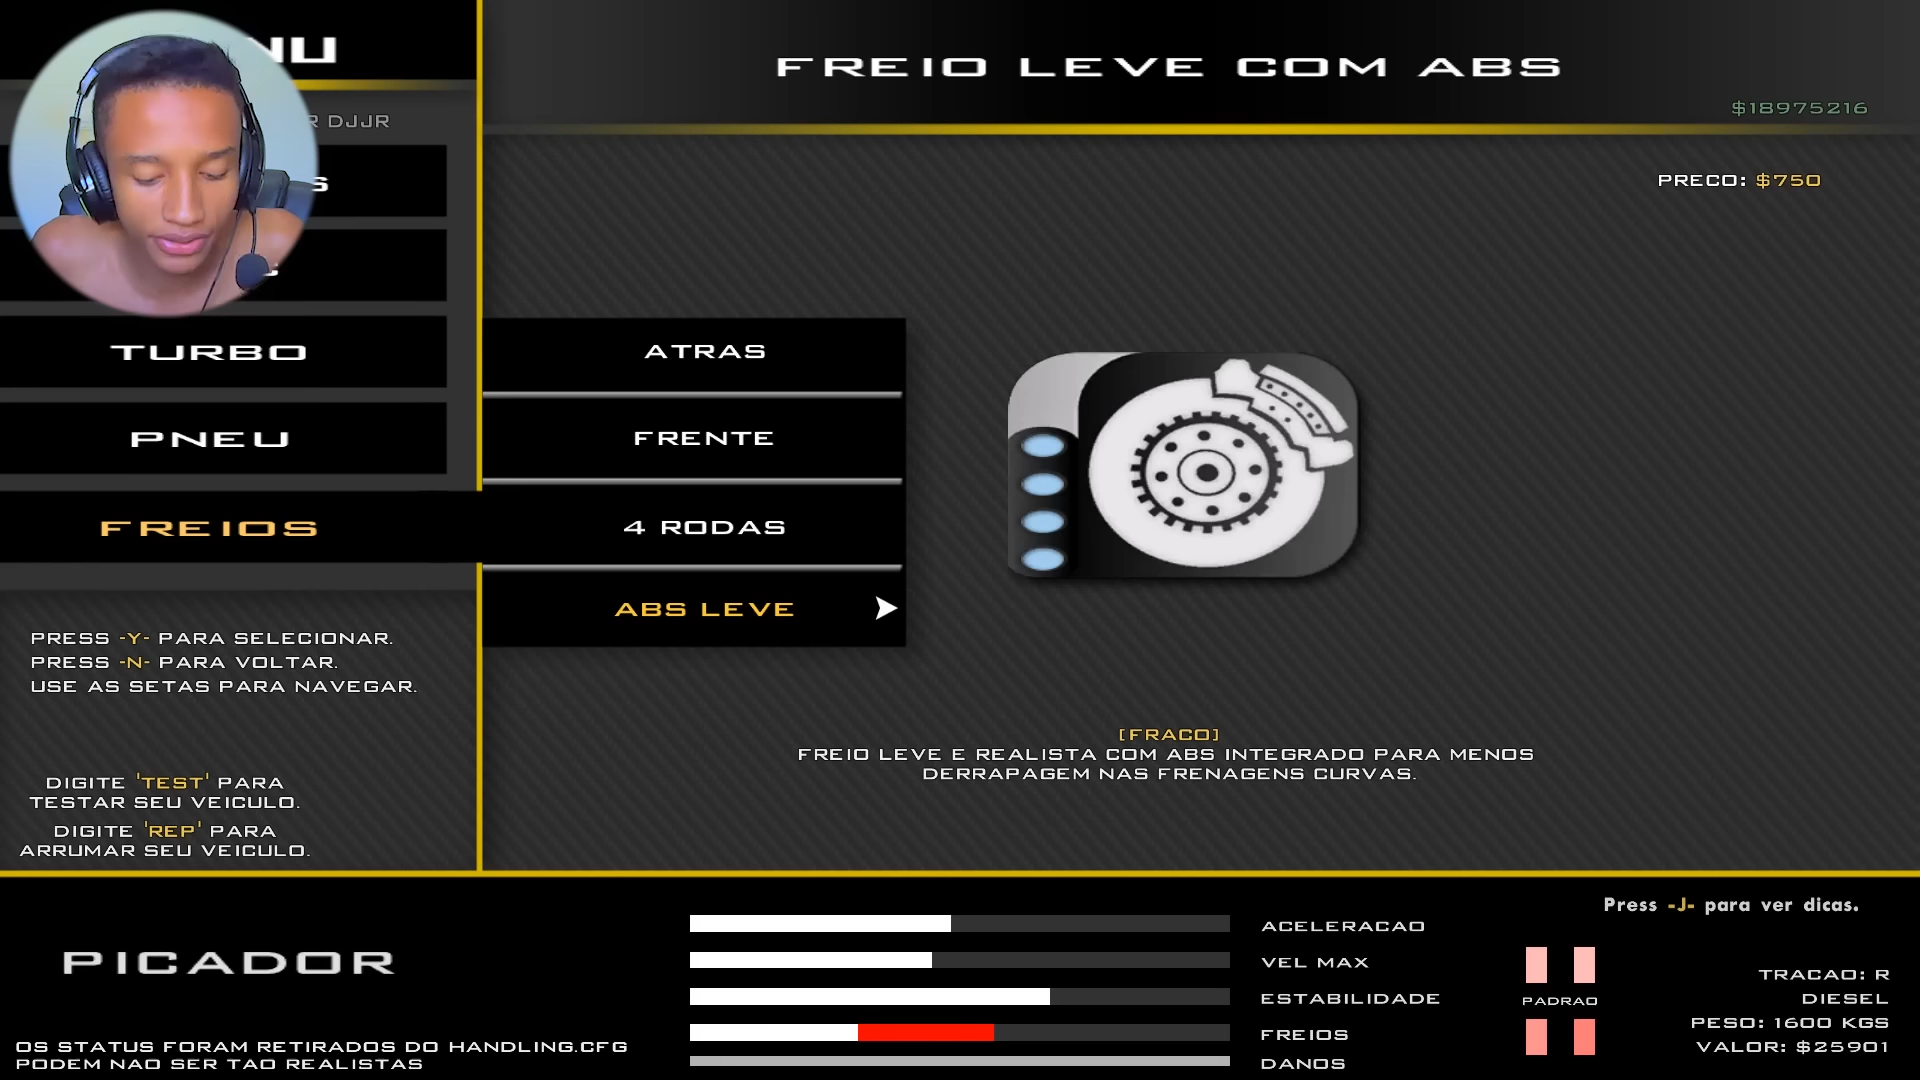 NU
FREIO LEVE COM ABS
$18975216
R DJJR
PRECO: $750
S
TURBO
PNEU
FREIOS
ATRAS
FRENTE
4 RODAS
ABS LEVE
PRESS -Y- PARA SELECIONAR.
PRESS -N- PARA VOLTAR.
USE AS SETAS PARA NAVEGAR.
DIGITE 'TEST' PARA
TESTAR SEU VEICULO.
DIGITE 'REP' PARA
ARRUMAR SEU VEICULO.
[FRACO]
FREIO LEVE E REALISTA COM ABS INTEGRADO PARA MENOS
DERRAPAGEM NAS FRENAGENS CURVAS.
PICADOR
OS STATUS FORAM RETIRADOS DO HANDLING.CFG
PODEM NAO SER TAO REALISTAS
ACELERACAO
VEL MAX
ESTABILIDADE
FREIOS
DANOS
PADRAO
Press -J- para ver dicas.
TRACAO: R
DIESEL
PESO: 1600 KGS
VALOR: $25901